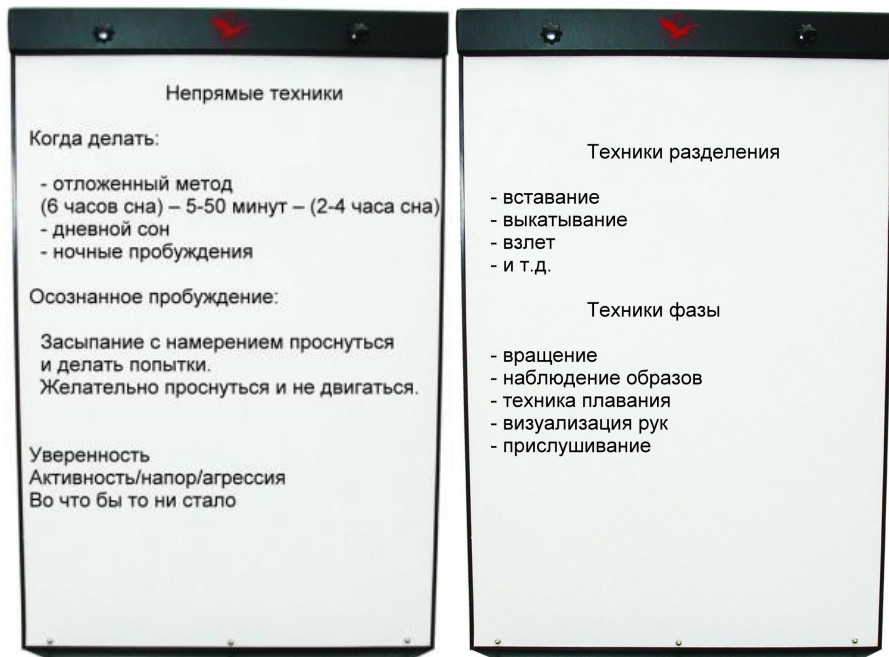 Непрямые техники
Когда делать:
- отложенный метод
(6 часов сна) – 5-50 минут – (2-4 часа сна)
- дневной сон
- ночные пробуждения
Осознанное пробуждение:
Засыпание с намерением проснуться
и делать попытки.
Желательно проснуться и не двигаться.
Уверенность
Активность/напор/агрессия
Во что бы то ни стало
Техники разделения
- вставание
- выкатывание
- взлет
- и т.д.
Техники фазы
- вращение
- наблюдение образов
- техника плавания
- визуализация рук
- прислушивание